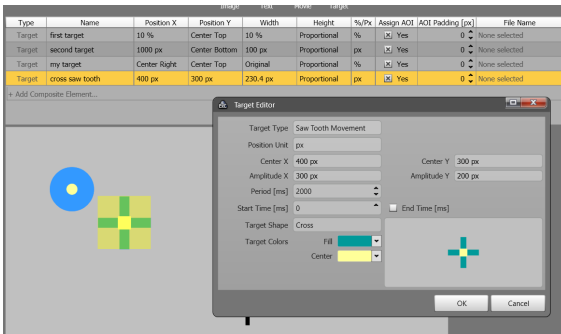 Image Text Movie Target
Type Name Position X Position Y Width Height %/Px Assign AOI AOI Padding [px] File Name
Target first target 10 % Center Top 10 % Proportional % Yes 0 None selected
Target second target 1000 px Center Bottom 100 px Proportional px Yes 0 None selected
Target my target Center Right Center Top Original Proportional % Yes 0 None selected
Target cross saw tooth 400 px 300 px 230.4 px Proportional px Yes 0 None selected
+ Add Composite Element...
Target Editor
Target Type Saw Tooth Movement
Position Unit px
Center X 400 px Center Y 300 px
Amplitude X 300 px Amplitude Y 200 px
Period [ms] 2000
Start Time [ms] 0 End Time [ms]
Target Shape Cross
Target Colors Fill
Center
OK Cancel